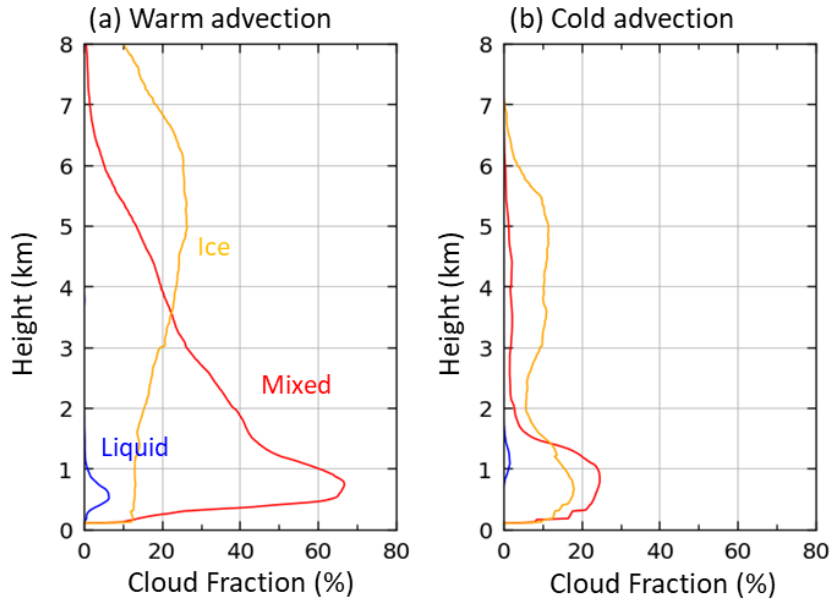 (a) Warm advection
8
7
6
5
4
3
2
1
0
Height (km)
Ice
Mixed
Liquid
0 20 40 60 80
Cloud Fraction (%)
(b) Cold advection
8
7
6
5
4
3
2
1
0
Height (km)
0 20 40 60 80
Cloud Fraction (%)